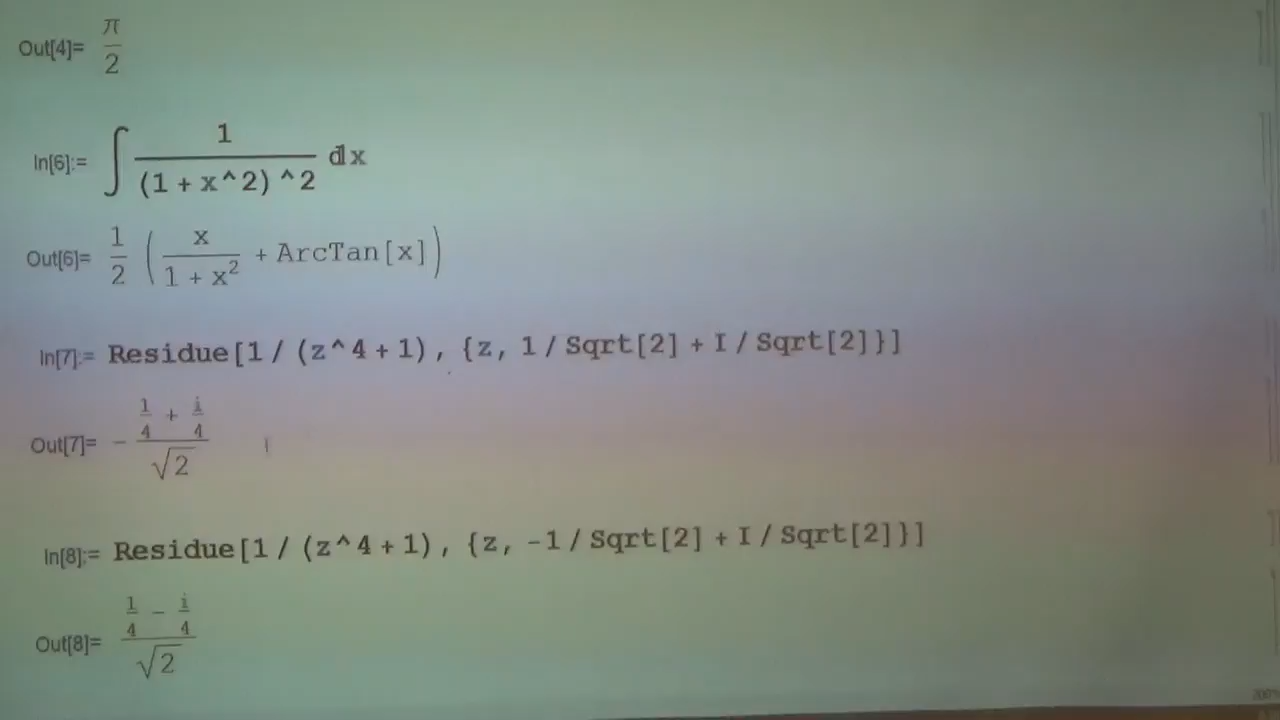 Out[4]= π/2
In[6]:= ∫ 1/((1 + x^2)^2) ⅆx
Out[6]= 1/2 (x/(1 + x²) + ArcTan[x])
In[7]:= Residue[1 / (z^4 + 1), {z, 1 / Sqrt[2] + I / Sqrt[2]}]
Out[7]= - (1/4 + i/4)/√2
In[8]:= Residue[1 / (z^4 + 1), {z, -1 / Sqrt[2] + I / Sqrt[2]}]
Out[8]= (1/4 - i/4)/√2